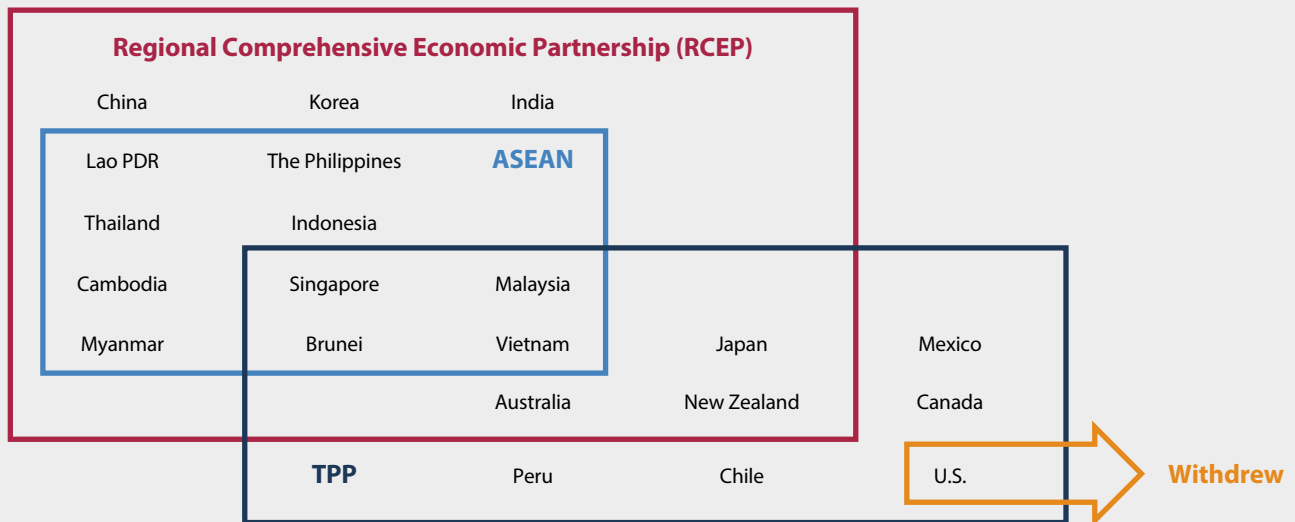 Regional Comprehensive Economic Partnership (RCEP)
China Korea India
Lao PDR The Philippines ASEAN
Thailand Indonesia
Cambodia Singapore Malaysia
Myanmar Brunei Vietnam Japan Mexico
Australia New Zealand Canada
TPP Peru Chile U.S. Withdrew